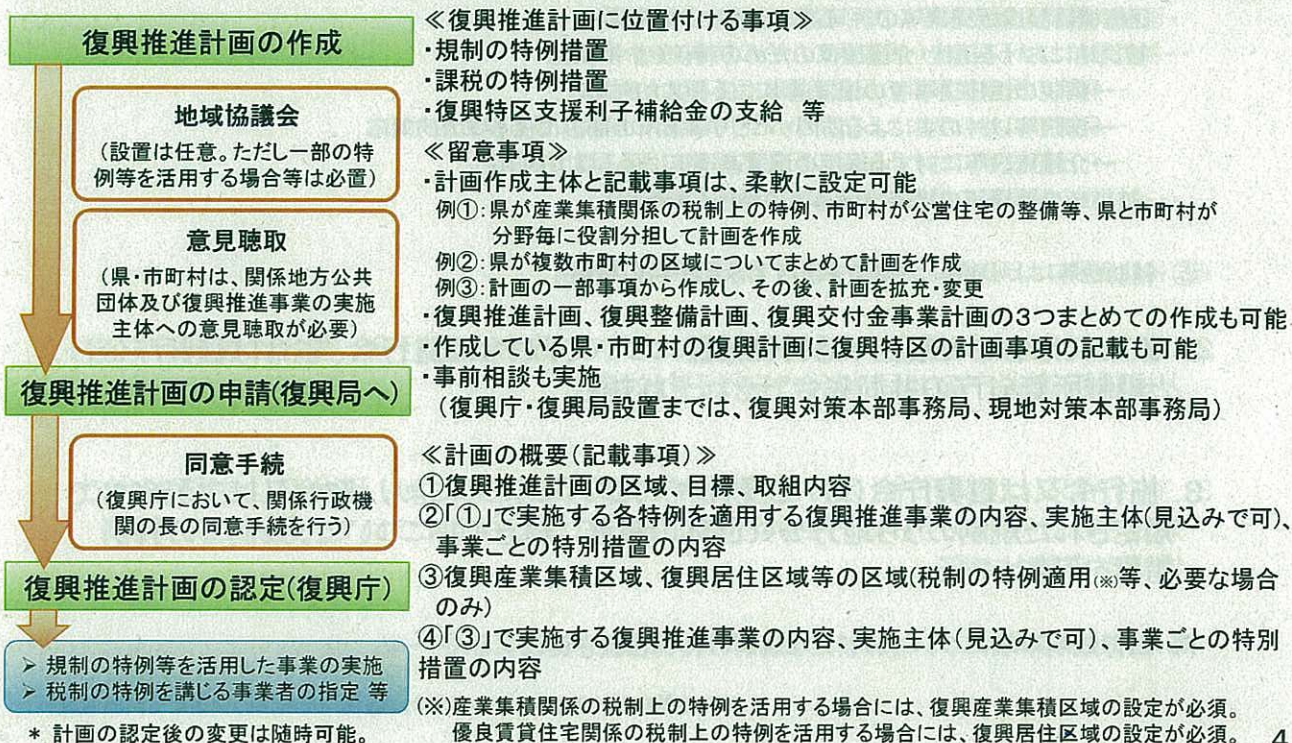 復興推進計画の作成
地域協議会
(設置は任意。ただし一部の特
例等を活用する場合等は必置)
意見聴取
(県・市町村は、関係地方公共
団体及び復興推進事業の実施
主体への意見聴取が必要)
復興推進計画の申請(復興局へ)
同意手続
(復興庁において、関係行政機
関の長の同意手続を行う)
復興推進計画の認定(復興庁)
➢ 規制の特例等を活用した事業の実施
➢ 税制の特例を講じる事業者の指定 等
* 計画の認定後の変更は随時可能。
≪復興推進計画に位置付ける事項≫
・規制の特例措置
・課税の特例措置
・復興特区支援利子補給金の支給 等
≪留意事項≫
・計画作成主体と記載事項は、柔軟に設定可能
例①：県が産業集積関係の税制上の特例、市町村が公営住宅の整備等、県と市町村が
分野毎に役割分担して計画を作成
例②：県が複数市町村の区域についてまとめて計画を作成
例③：計画の一部事項から作成し、その後、計画を拡充・変更
・復興推進計画、復興整備計画、復興交付金事業計画の3つまとめての作成も可能
・作成している県・市町村の復興計画に復興特区の計画事項の記載も可能
・事前相談も実施
(復興庁・復興局設置までは、復興対策本部事務局、現地対策本部事務局)
≪計画の概要(記載事項)≫
①復興推進計画の区域、目標、取組内容
②「①」で実施する各特例を適用する復興推進事業の内容、実施主体(見込みで可)、
事業ごとの特別措置の内容
③復興産業集積区域、復興居住区域等の区域(税制の特例適用(※)等、必要な場合
のみ)
④「③」で実施する復興推進事業の内容、実施主体(見込みで可)、事業ごとの特別
措置の内容
(※)産業集積関係の税制上の特例を活用する場合には、復興産業集積区域の設定が必須。
優良賃貸住宅関係の税制上の特例を活用する場合には、復興居住区域の設定が必須。
4